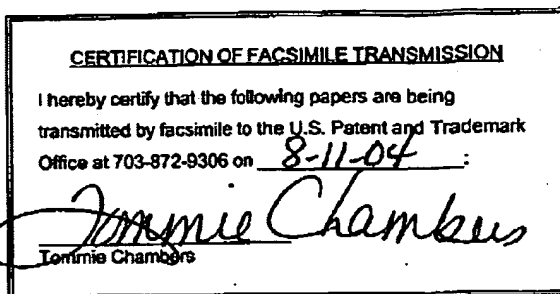 CERTIFICATION OF FACSIMILE TRANSMISSION
I hereby certify that the following papers are being
transmitted by facsimile to the U.S. Patent and Trademark
Office at 703-872-9306 on 8-11-04 :
Tommie Chambers
Tommie Chambers